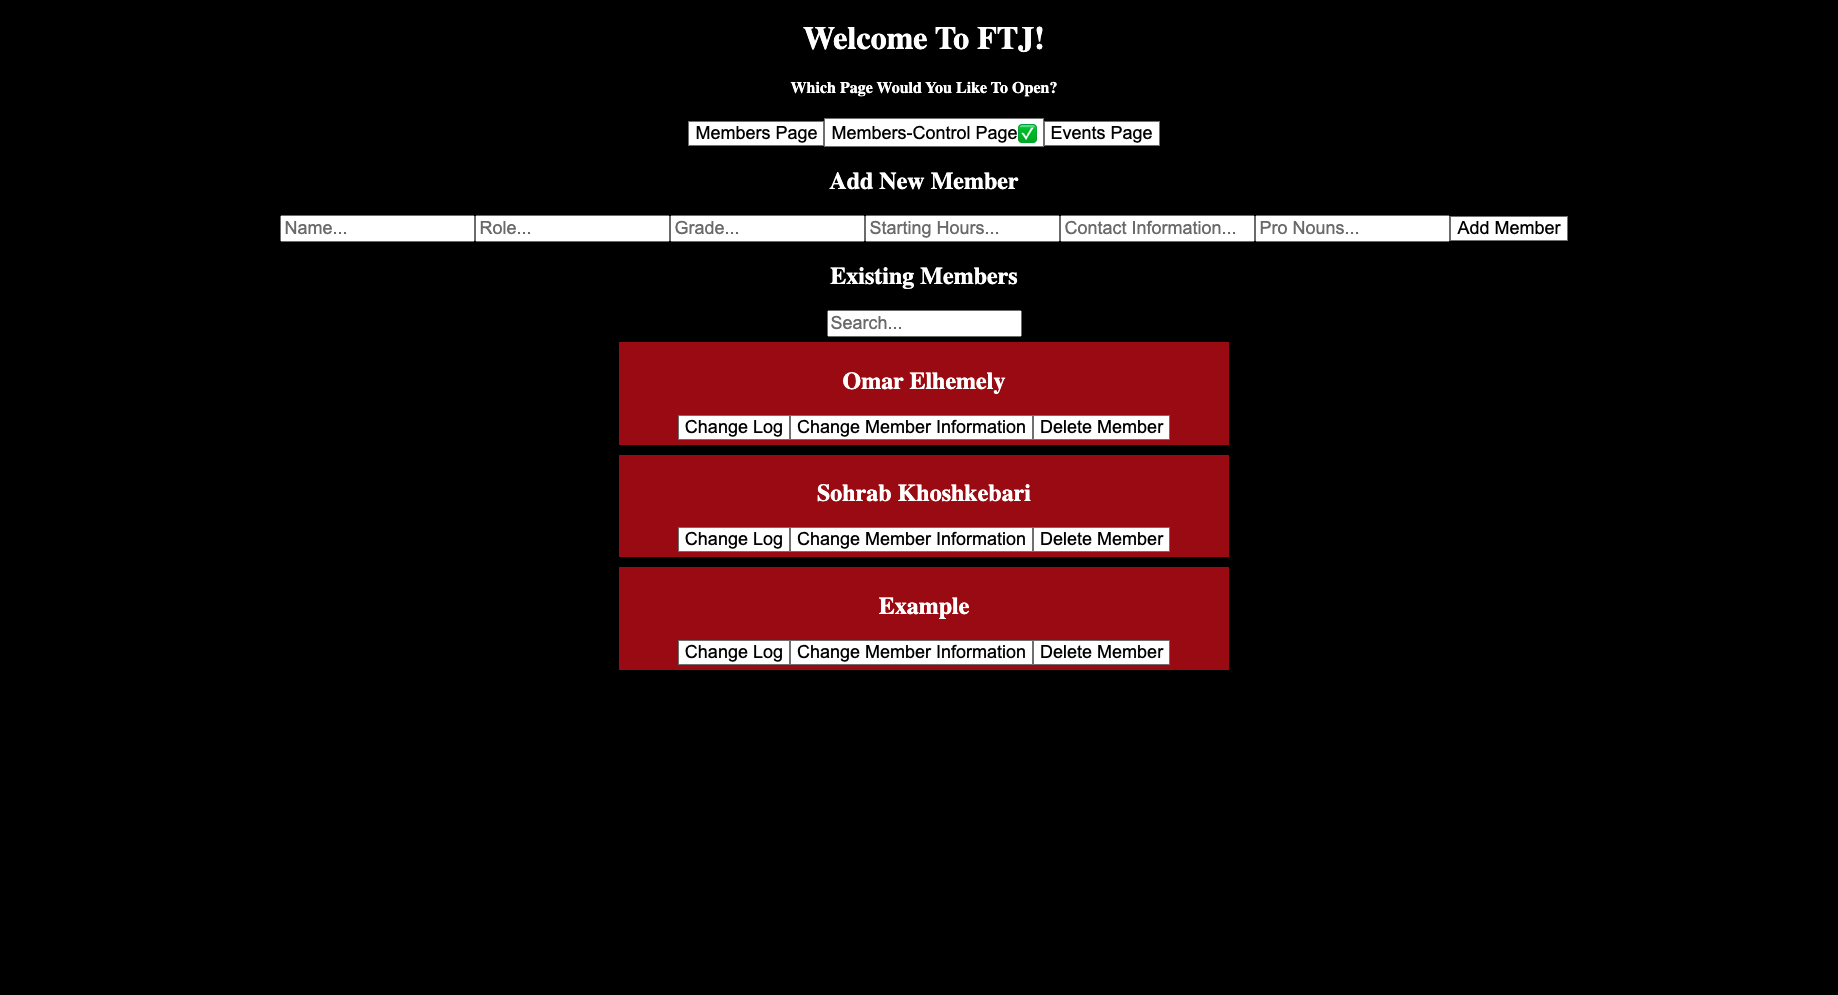 Welcome To FTJ!
Which Page Would You Like To Open?
Members Page Members-Control Page✅ Events Page
Add New Member
Name... Role... Grade... Starting Hours... Contact Information... Pro Nouns... Add Member
Existing Members
Search...
Omar Elhemely
Change Log Change Member Information Delete Member
Sohrab Khoshkebari
Change Log Change Member Information Delete Member
Example
Change Log Change Member Information Delete Member